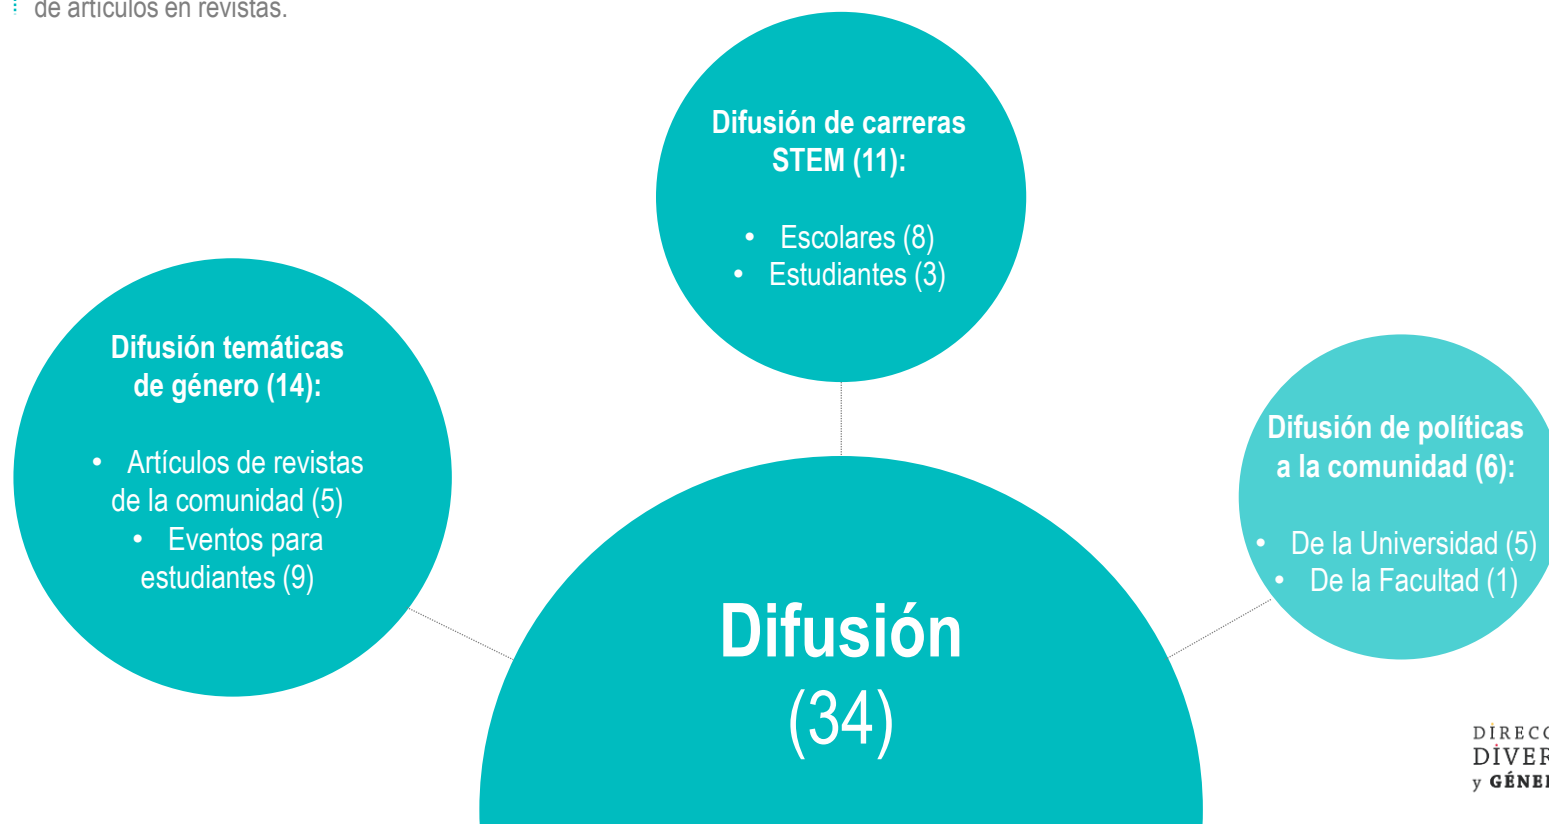 de artículos en revistas.
Difusión de carreras
STEM (11):
• Escolares (8)
• Estudiantes (3)
Difusión temáticas
de género (14):
• Artículos de revistas
de la comunidad (5)
• Eventos para
estudiantes (9)
Difusión de políticas
a la comunidad (6):
• De la Universidad (5)
• De la Facultad (1)
Difusión
(34)
y